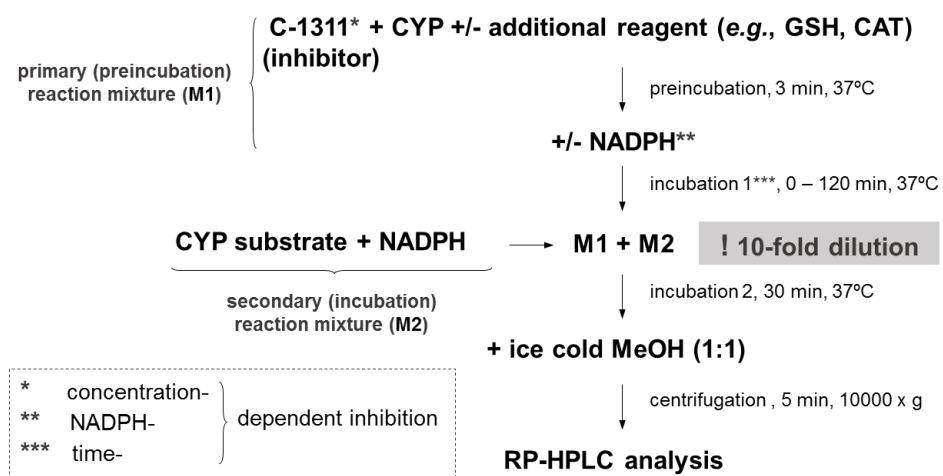 C-1311* + CYP +/- additional reagent (e.g., GSH, CAT)
(inhibitor)
primary (preincubation)
reaction mixture (M1)
preincubation, 3 min, 37ºC
+/- NADPH**
incubation 1***, 0 – 120 min, 37ºC
CYP substrate + NADPH
M1 + M2
! 10-fold dilution
secondary (incubation)
reaction mixture (M2)
incubation 2, 30 min, 37ºC
+ ice cold MeOH (1:1)
centrifugation , 5 min, 10000 x g
RP-HPLC analysis
* concentration-
** NADPH-
*** time-
dependent inhibition